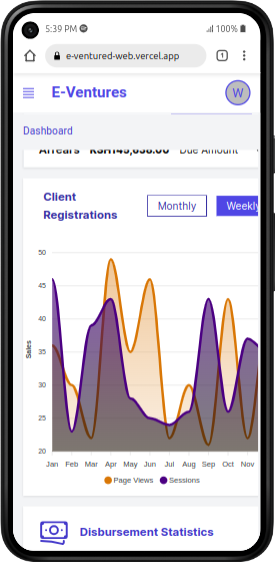 5:39 PM
100%
e-ventured-web.vercel.app
1
E-Ventures
W
Dashboard
Arrears KSH145,838.00 Due Amount
Client
Registrations
Monthly
Weekly
50
45
40
35
30
25
20
Sales
Jan Feb Mar Apr May Jun Jul Aug Sep Oct Nov
Page Views Sessions
Disbursement Statistics